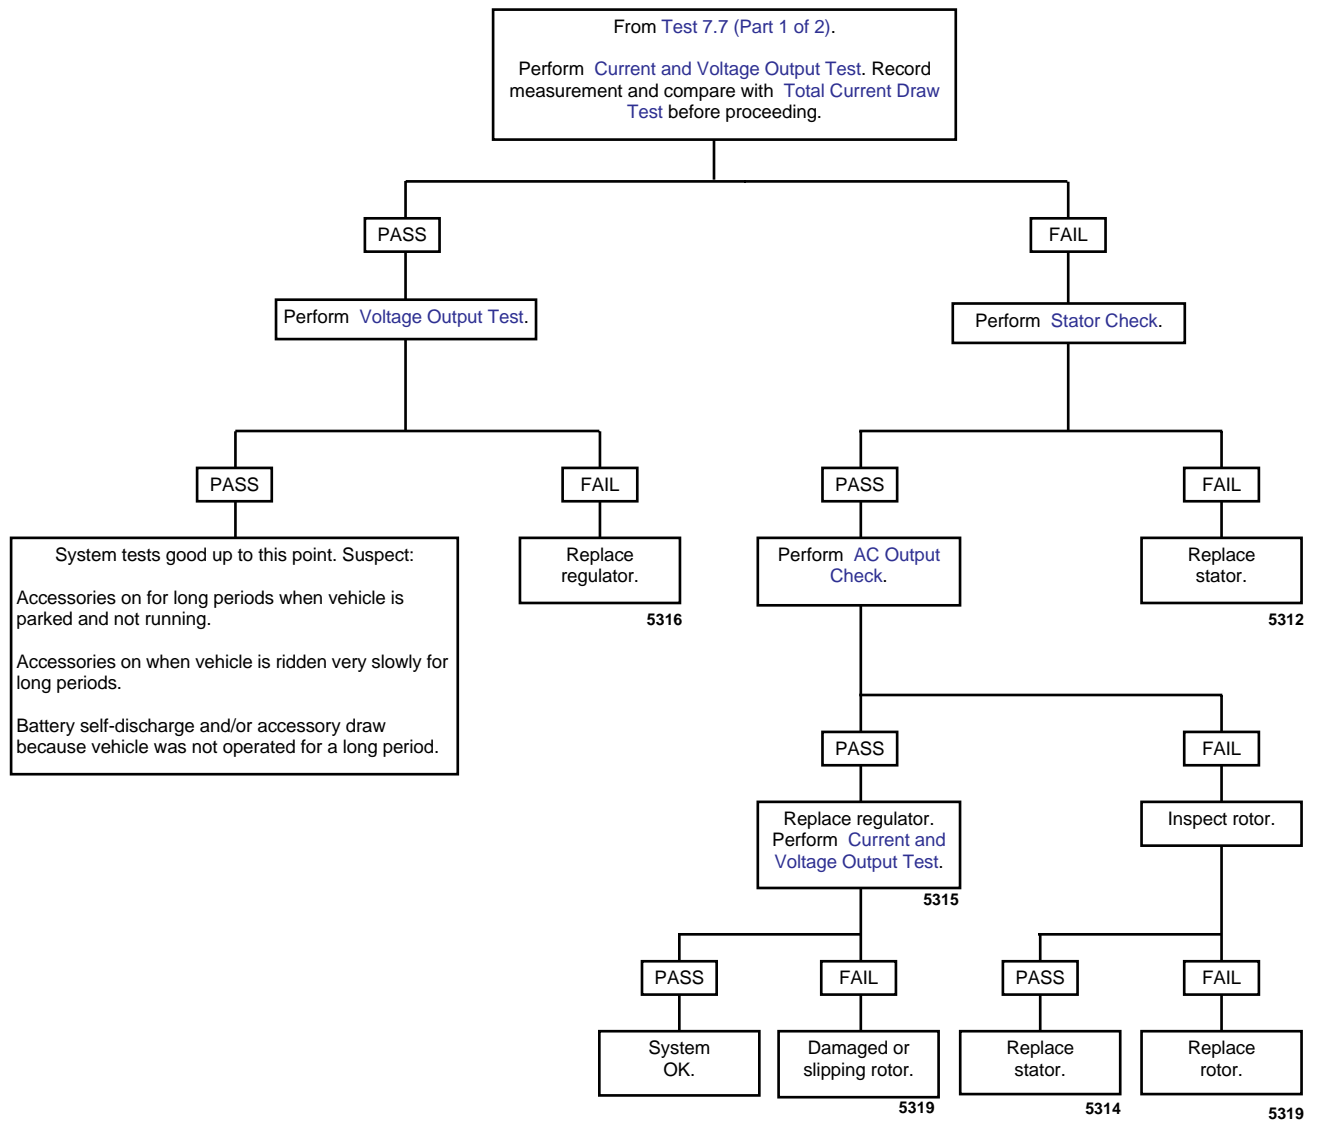 From Test 7.7 (Part 1 of 2).
Perform Current and Voltage Output Test. Record
measurement and compare with Total Current Draw
Test before proceeding.
PASS
FAIL
Perform Voltage Output Test.
Perform Stator Check.
PASS
FAIL
PASS
FAIL
System tests good up to this point. Suspect:
Accessories on for long periods when vehicle is
parked and not running.
Accessories on when vehicle is ridden very slowly for
long periods.
Battery self-discharge and/or accessory draw
because vehicle was not operated for a long period.
Replace
regulator.
5316
Perform AC Output
Check.
Replace
stator.
5312
PASS
FAIL
Replace regulator.
Perform Current and
Voltage Output Test.
5315
Inspect rotor.
PASS
FAIL
PASS
FAIL
System
OK.
Damaged or
slipping rotor.
5319
Replace
stator.
5314
Replace
rotor.
5319